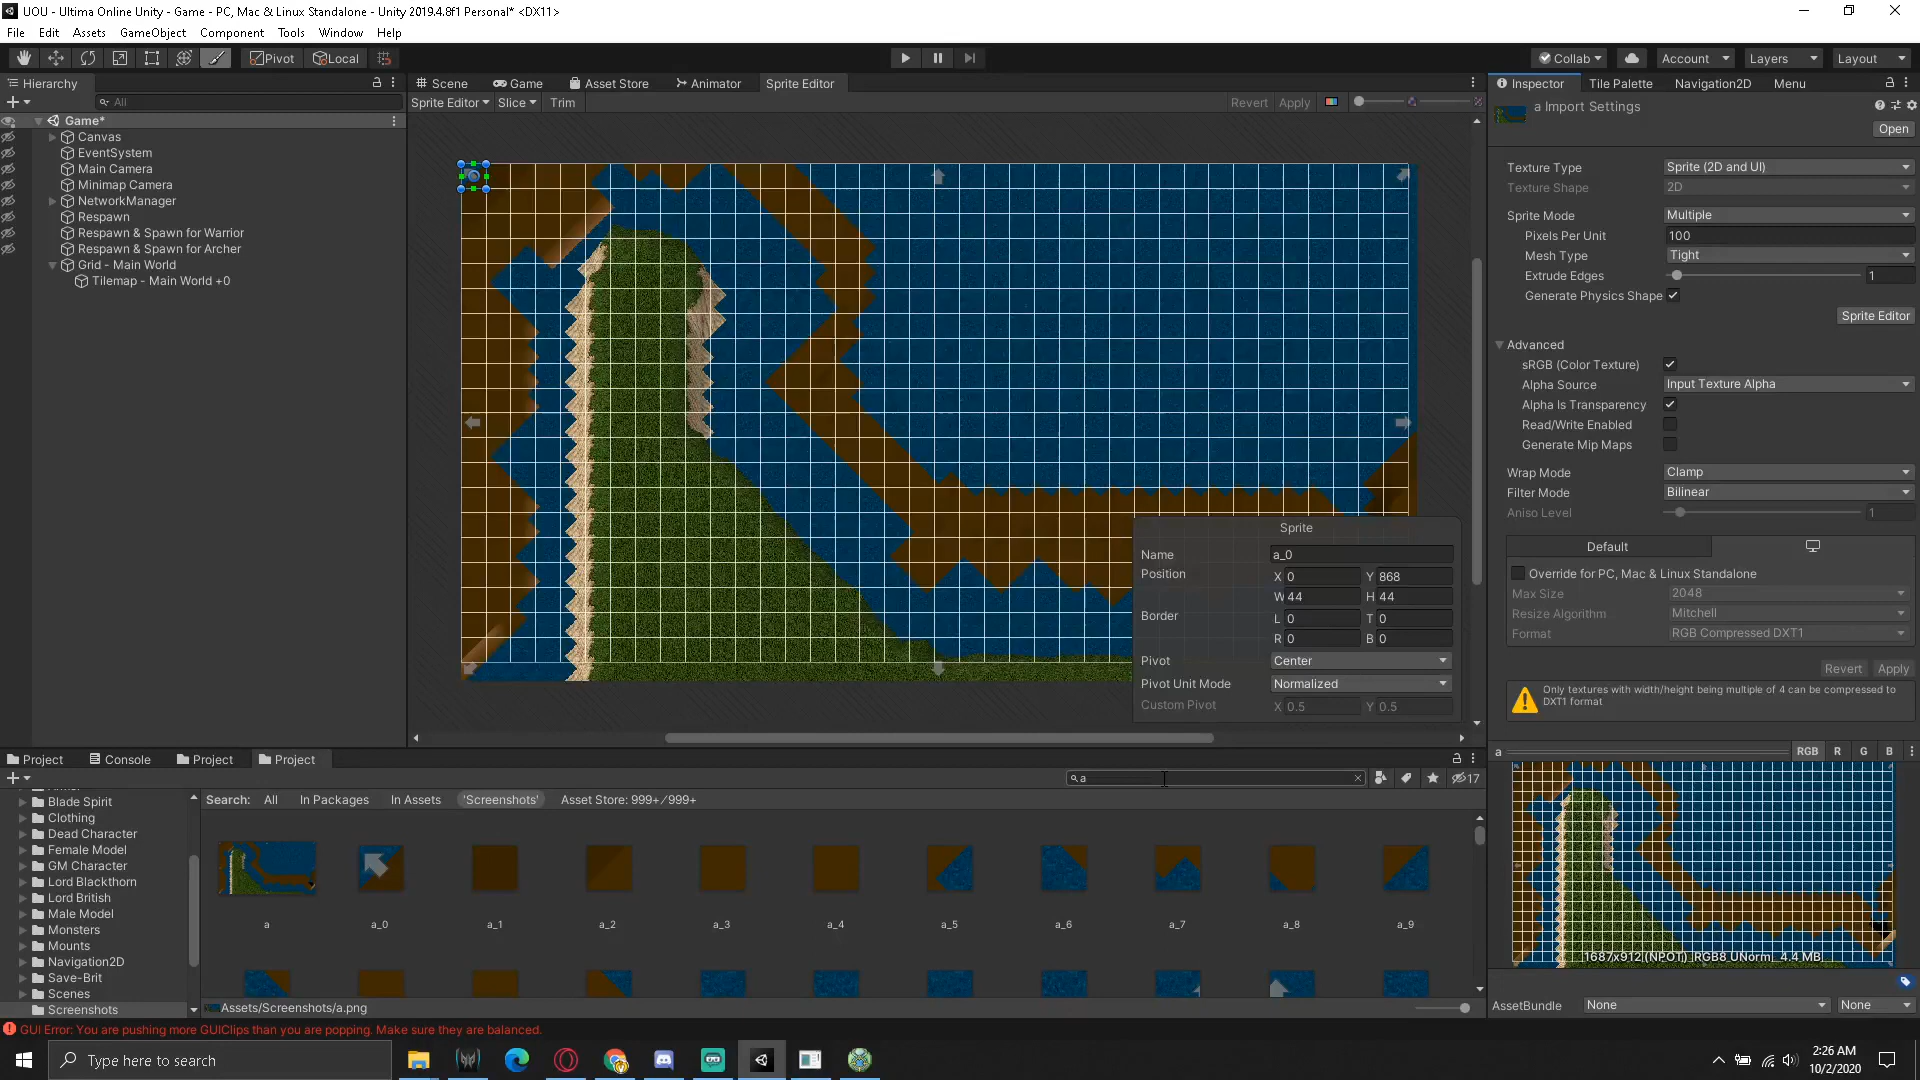 UOU - Ultima Online Unity - Game - PC, Mac & Linux Standalone - Unity 2019.4.8f1 Personal* <DX11>
File Edit Assets GameObject Component Tools Window Help
Pivot Local Collab Account Layers Layout
Hierarchy
All
Game*
Canvas
EventSystem
Main Camera
Minimap Camera
NetworkManager
Respawn
Respawn & Spawn for Warrior
Respawn & Spawn for Archer
Grid - Main World
Tilemap - Main World +0
Scene Game Asset Store Animator Sprite Editor
Sprite Editor Slice Trim Revert Apply
Sprite
Name a_0
Position X 0 Y 868
W 44 H 44
Border L 0 T 0
R 0 B 0
Pivot Center
Pivot Unit Mode Normalized
Custom Pivot X 0.5 Y 0.5
Inspector Tile Palette Navigation2D Menu
a Import Settings
Open
Texture Type Sprite (2D and UI)
Texture Shape 2D
Sprite Mode Multiple
Pixels Per Unit 100
Mesh Type Tight
Extrude Edges 1
Generate Physics Shape
Sprite Editor
Advanced
sRGB (Color Texture)
Alpha Source Input Texture Alpha
Alpha Is Transparency
Read/Write Enabled
Generate Mip Maps
Wrap Mode Clamp
Filter Mode Bilinear
Aniso Level 1
Default
Override for PC, Mac & Linux Standalone
Max Size 2048
Resize Algorithm Mitchell
Format RGB Compressed DXT1
Revert Apply
Only textures with width/height being multiple of 4 can be compressed to
DXT1 format
a RGB R G B
1687x912 (NPOT) RGB8 UNorm 4.4 MB
AssetBundle None None
Project Console Project Project
a 17
Search: All In Packages In Assets 'Screenshots' Asset Store: 999+/999+
Blade Spirit
Clothing
Dead Character
Female Model
GM Character
Lord Blackthorn
Lord British
Male Model
Monsters
Mounts
Navigation2D
Save-Brit
Scenes
Screenshots
a a_0 a_1 a_2 a_3 a_4 a_5 a_6 a_7 a_8 a_9
Assets/Screenshots/a.png
GUI Error: You are pushing more GUIClips than you are popping. Make sure they are balanced.
Type here to search
2:26 AM
10/2/2020